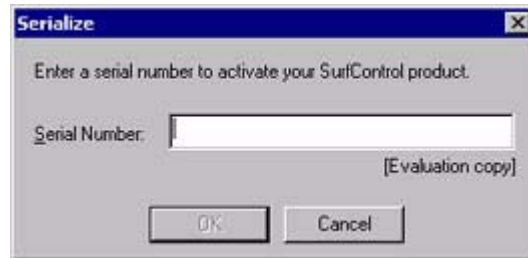 Serialize
Enter a serial number to activate your SurfControl product.
Serial Number:
[Evaluation copy]
OK Cancel